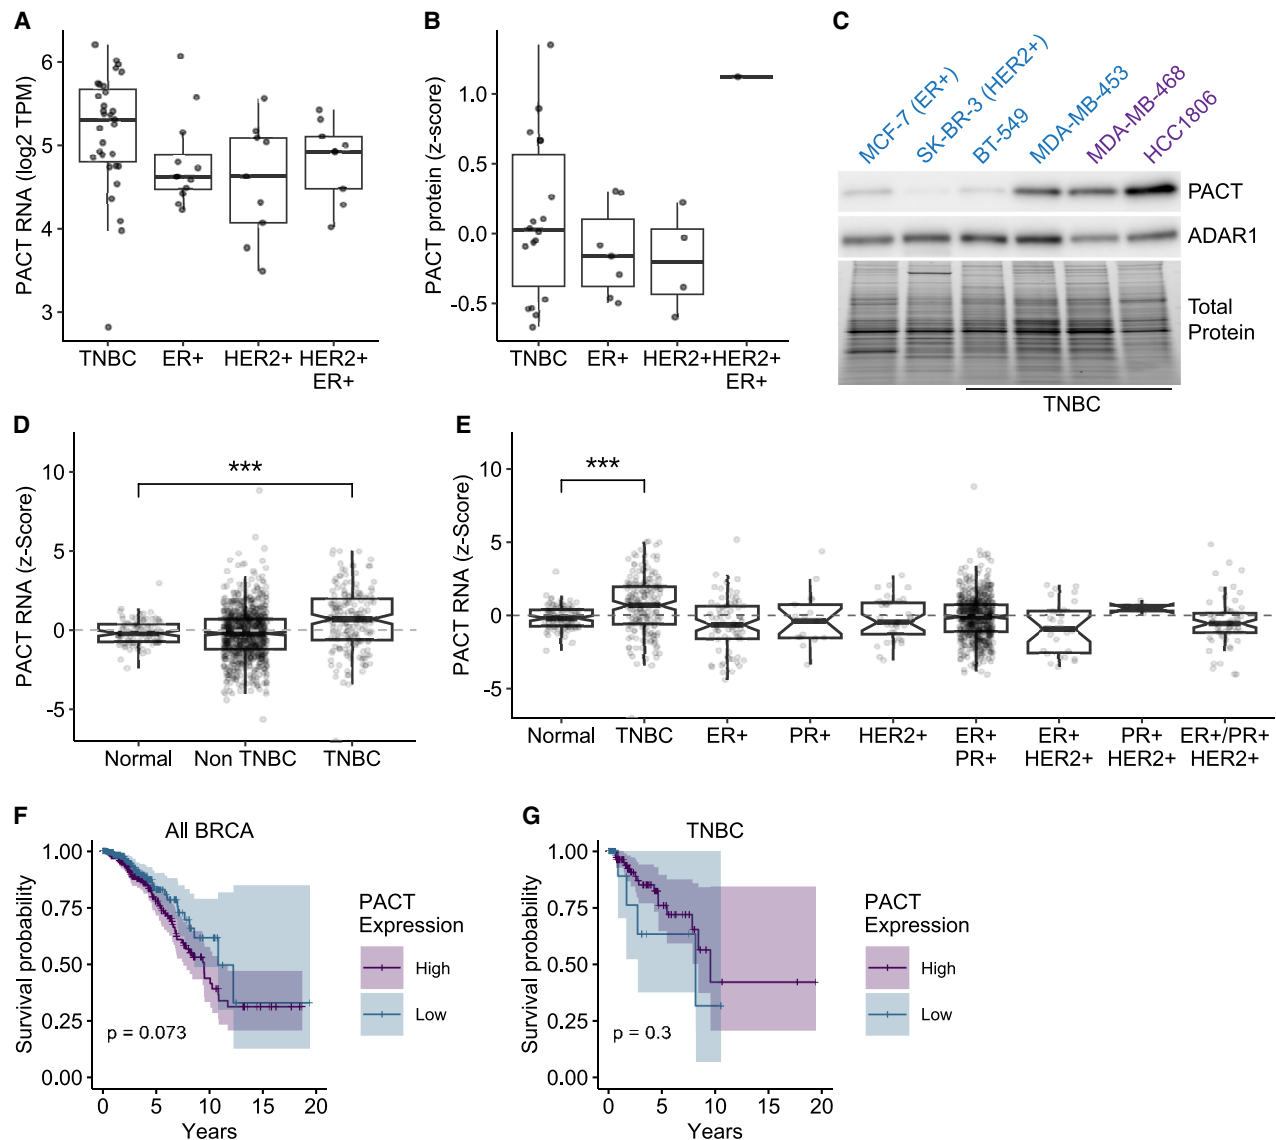 A
PACT RNA (log2 TPM)
6
5
4
3
TNBC
ER+
HER2+
HER2+
ER+
B
PACT protein (z-score)
1.0
0.5
0.0
-0.5
TNBC
ER+
HER2+
HER2+
ER+
C
MCF-7 (ER+)
SK-BR-3 (HER2+)
BT-549
MDA-MB-453
MDA-MB-468
HCC1806
PACT
ADAR1
Total
Protein
TNBC
D
PACT RNA (z-Score)
10
5
0
-5
***
Normal
Non TNBC
TNBC
E
PACT RNA (z-Score)
10
5
0
-5
***
Normal
TNBC
ER+
PR+
HER2+
ER+
PR+
ER+
HER2+
PR+
HER2+
ER+/PR+
HER2+
F
All BRCA
Survival probability
1.00
0.75
0.50
0.25
0.00
p = 0.073
0
5
10
15
20
Years
PACT
Expression
High
Low
G
TNBC
Survival probability
1.00
0.75
0.50
0.25
0.00
p = 0.3
0
5
10
15
20
Years
PACT
Expression
High
Low